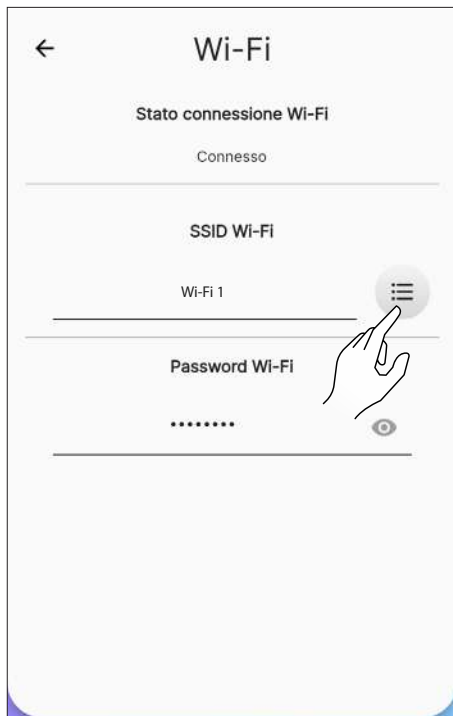 Wi-Fi
Stato connessione Wi-Fi
Connesso
SSID Wi-Fi
Wi-Fi 1
Password Wi-Fi
••••••••